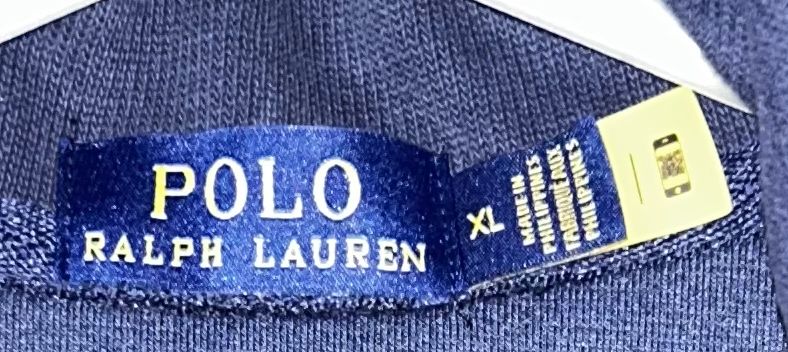 POLO
RALPH LAUREN
XL
MADE IN
PHILIPPINES
FABRIQUÉ AUX
PHILIPPINES